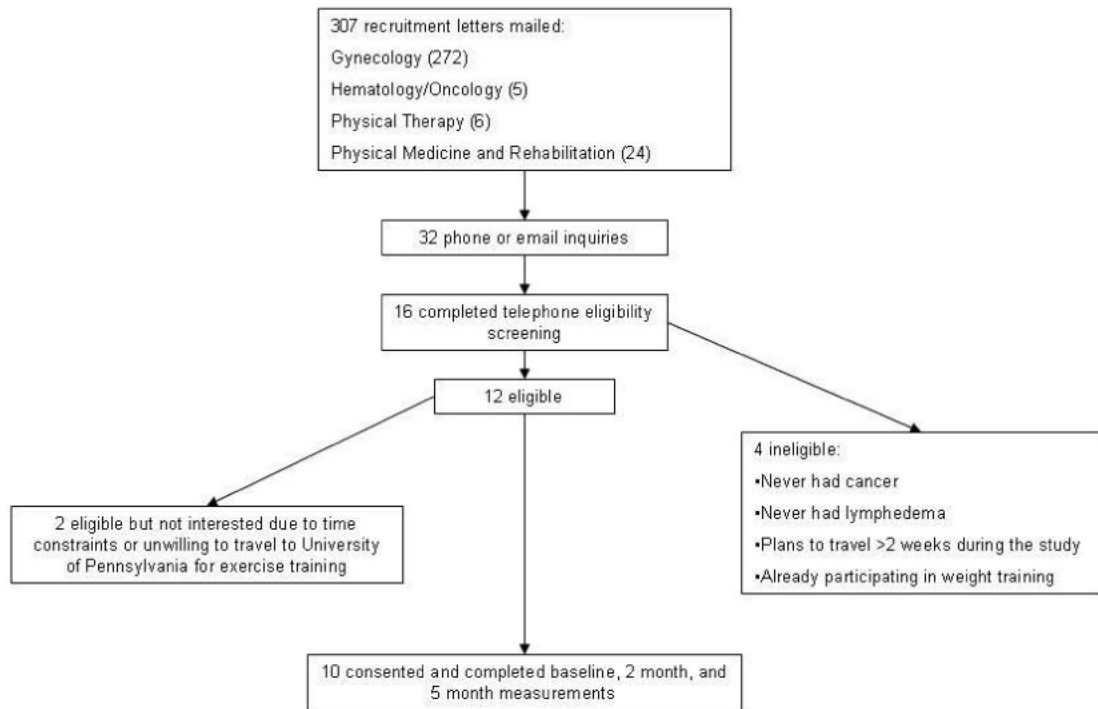 307 recruitment letters mailed:
Gynecology (272)
Hematology/Oncology (5)
Physical Therapy (6)
Physical Medicine and Rehabilitation (24)
32 phone or email inquiries
16 completed telephone eligibility
screening
12 eligible
4 ineligible:
▪Never had cancer
▪Never had lymphedema
▪Plans to travel >2 weeks during the study
▪Already participating in weight training
2 eligible but not interested due to time
constraints or unwilling to travel to University
of Pennsylvania for exercise training
10 consented and completed baseline, 2 month, and
5 month measurements